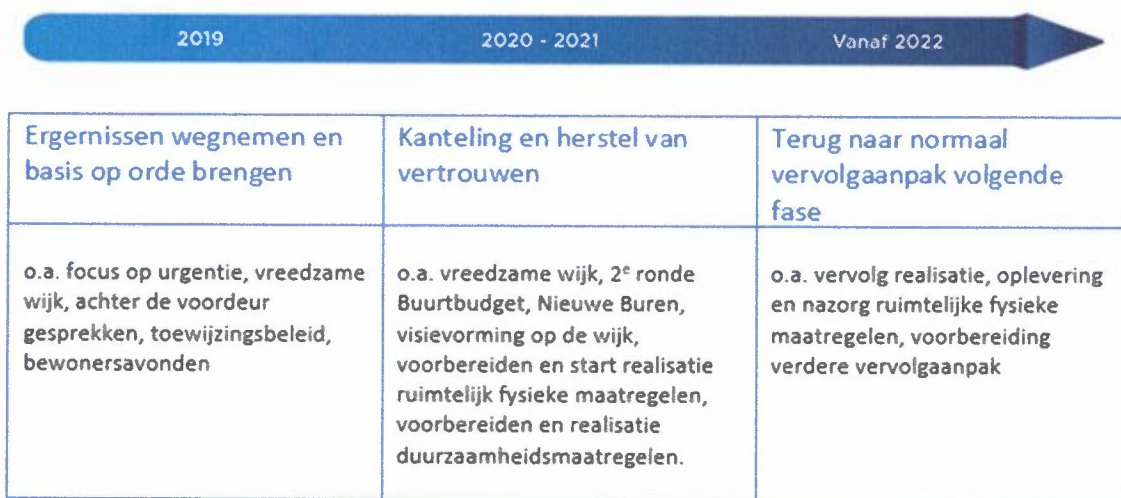 2019
2020 - 2021
Vanaf 2022
Ergernissen wegnemen en
basis op orde brengen
Kanteling en herstel van
vertrouwen
Terug naar normaal
vervolgaanpak volgende
fase
o.a. focus op urgentie, vreedzame
wijk, achter de voordeur
gesprekken, toewijzingsbeleid,
bewonersavonden
o.a. vreedzame wijk, 2e ronde
Buurtbudget, Nieuwe Buren,
visievorming op de wijk,
voorbereiden en start realisatie
ruimtelijk fysieke maatregelen,
voorbereiden en realisatie
duurzaamheidsmaatregelen.
o.a. vervolg realisatie, oplevering
en nazorg ruimtelijke fysieke
maatregelen, voorbereiding
verdere vervolgaanpak